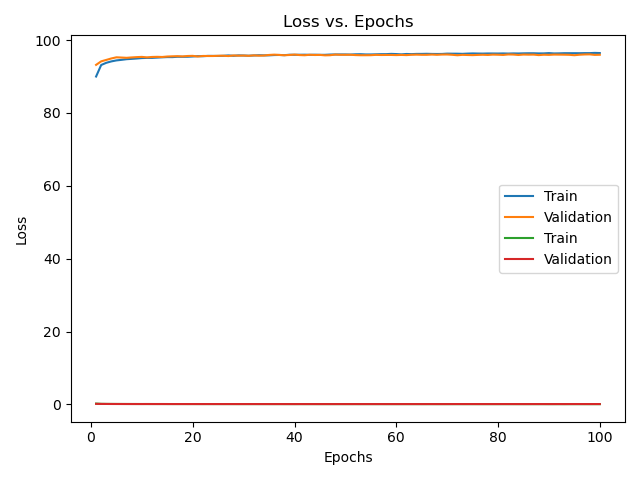 Loss vs. Epochs
100
80
60
40
20
0
Loss
Train
Validation
Train
Validation
0 20 40 60 80 100
Epochs